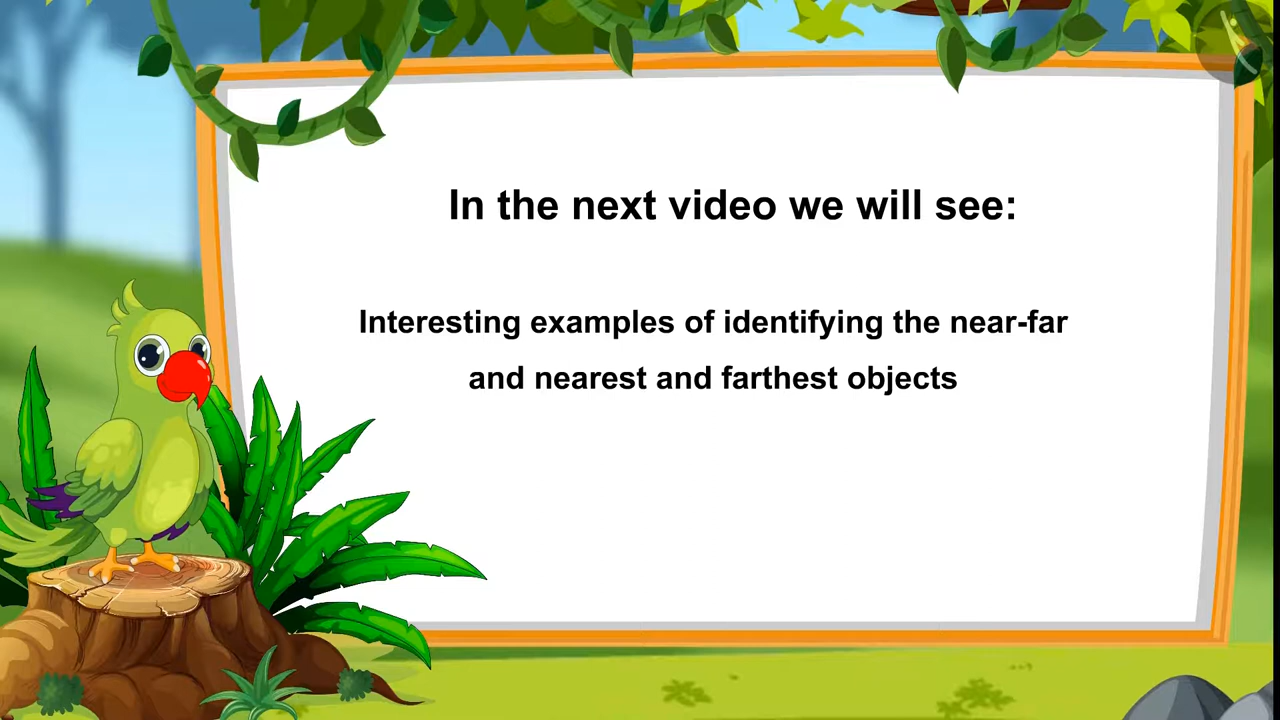 In the next video we will see:
Interesting examples of identifying the near-far
and nearest and farthest objects